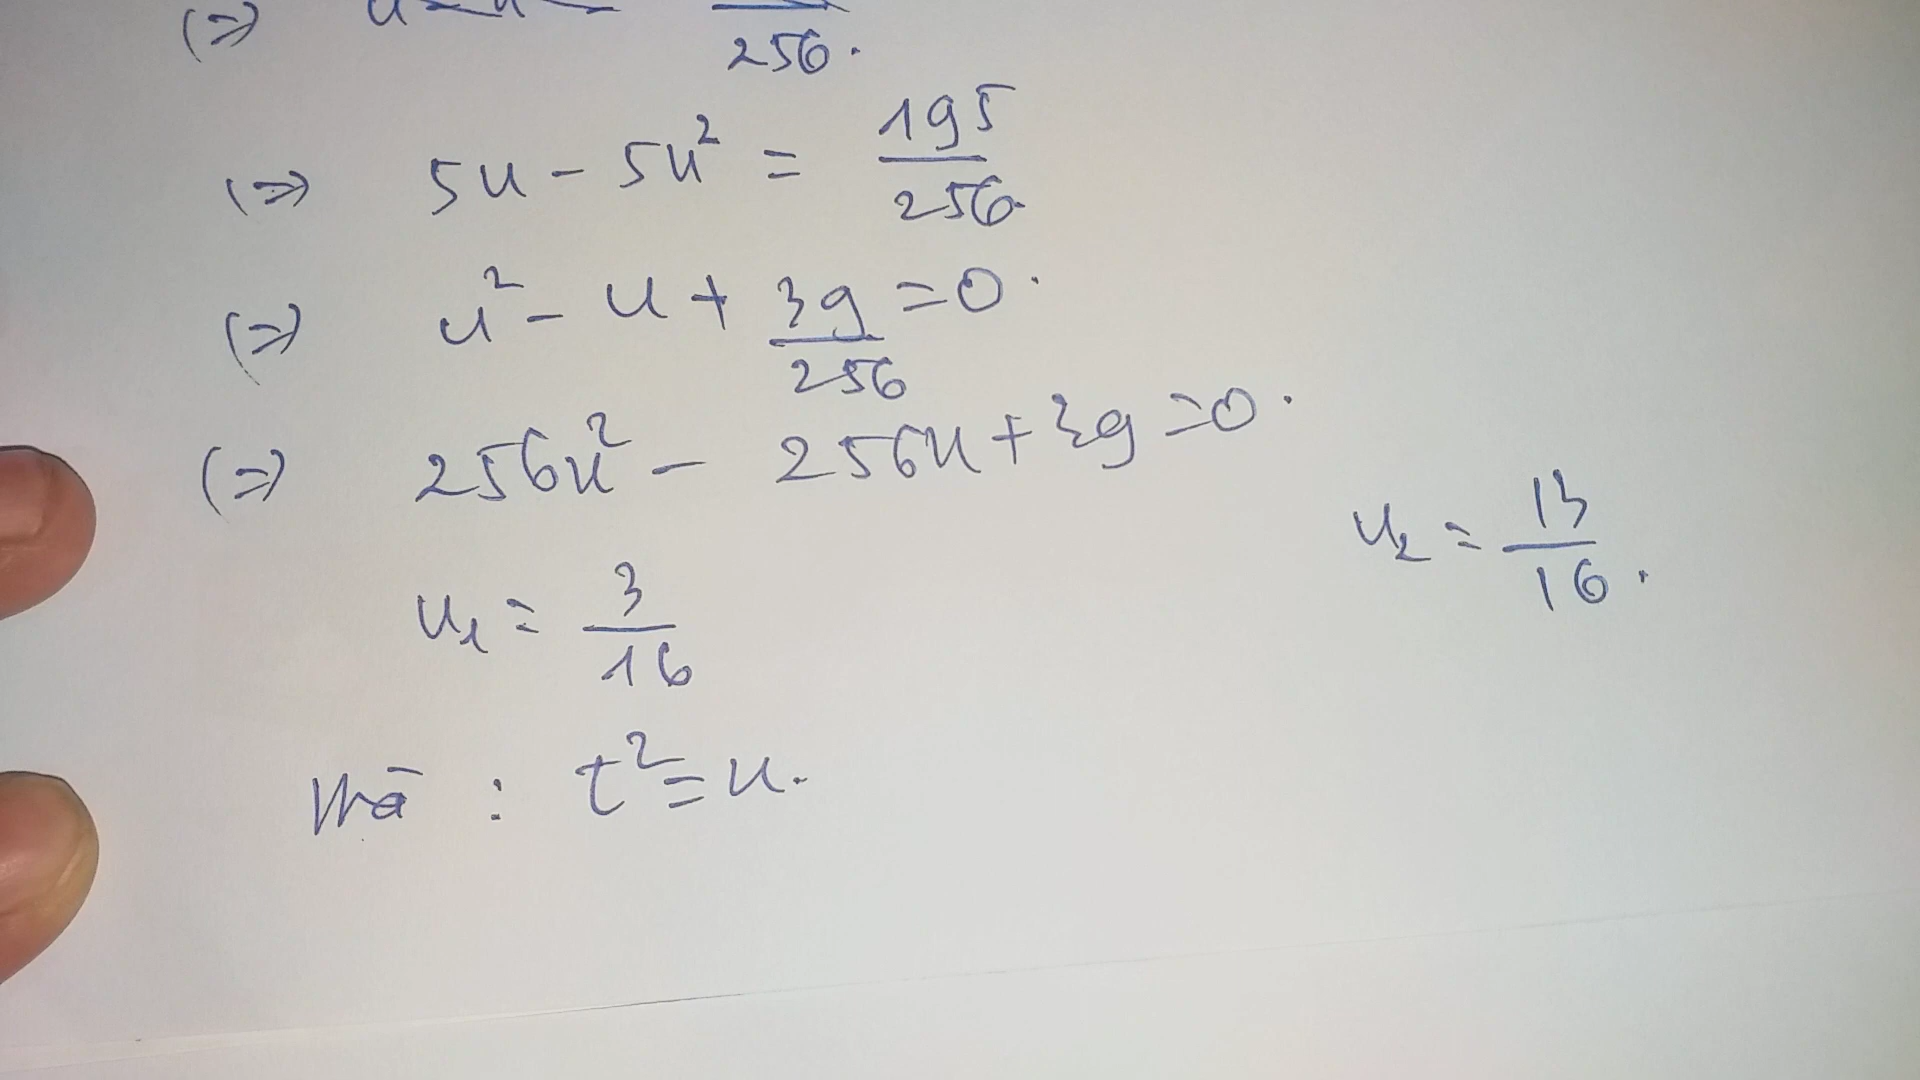 (=) 256.
(=) 5u - 5u² = 195/256.
(=) u² - u + 39/256 = 0.
(=) 256u² - 256u + 39 = 0.
u₁ = 3/16 u₂ = 13/16.
Mà : t² = u.